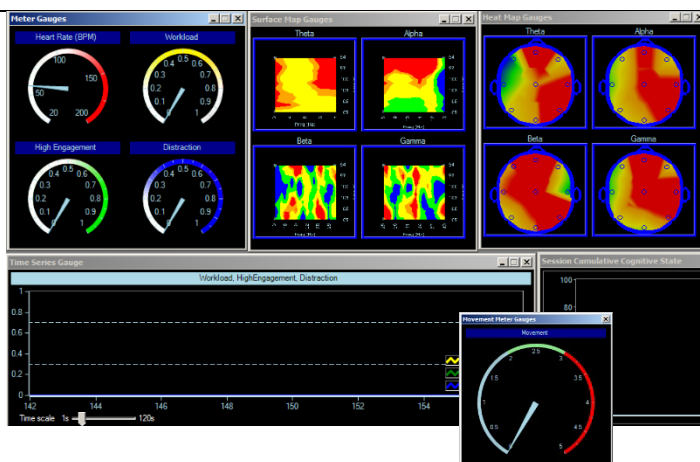 Meter Gauges
Heart Rate (BPM)
100
150
50
20
200
Workload
0.5
0.4
0.6
0.3
0.7
0.2
0.8
0.1
0.9
0
1
High Engagement
0.5
0.4
0.6
0.3
0.7
0.2
0.8
0.1
0.9
0
1
Distraction
0.5
0.4
0.6
0.3
0.7
0.2
0.8
0.1
0.9
0
1
Surface Map Gauges
Theta
Alpha
Beta
Gamma
Heat Map Gauges
Theta
Alpha
Beta
Gamma
Time Series Gauge
Workload, HighEngagement, Distraction
1
0.8
0.6
0.4
0.2
0
142 144 146 148 150 152 154
Time scale 1s 120s
Session Cumulative Cognitive State
100
80
Movement Meter Gauges
Movement
2.5
2
3
1.5
3.5
1
4
0.5
4.5
0
5